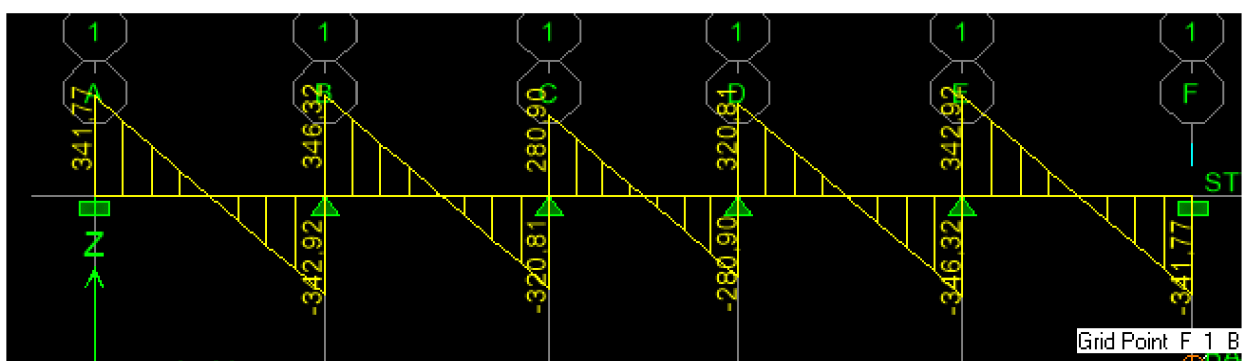 1 1 1 1 1 1
A B C D E F
341.77 346.32 280.90 320.81 342.92
ST
-342.92 -320.81 -280.90 -346.32 -341.77
Z
Grid Point F 1 B